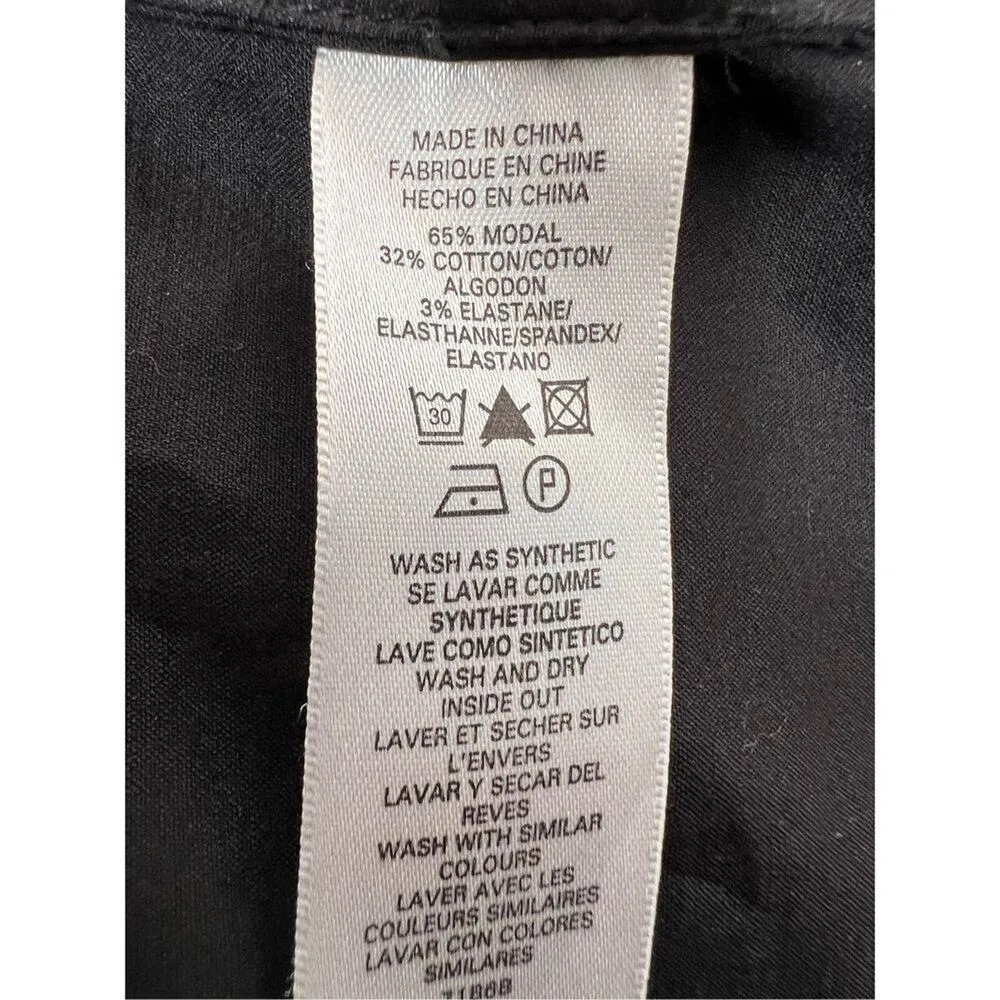 MADE IN CHINA
FABRIQUE EN CHINE
HECHO EN CHINA
65% MODAL
32% COTTON/COTON/
ALGODON
3% ELASTANE/
ELASTHANNE/SPANDEX/
ELASTANO
30
P
WASH AS SYNTHETIC
SE LAVAR COMME
SYNTHETIQUE
LAVE COMO SINTETICO
WASH AND DRY
INSIDE OUT
LAVER ET SECHER SUR
L'ENVERS
LAVAR Y SECAR DEL
REVES
WASH WITH SIMILAR
COLOURS
LAVER AVEC LES
COULEURS SIMILAIRES
LAVAR CON COLORES
SIMILARES